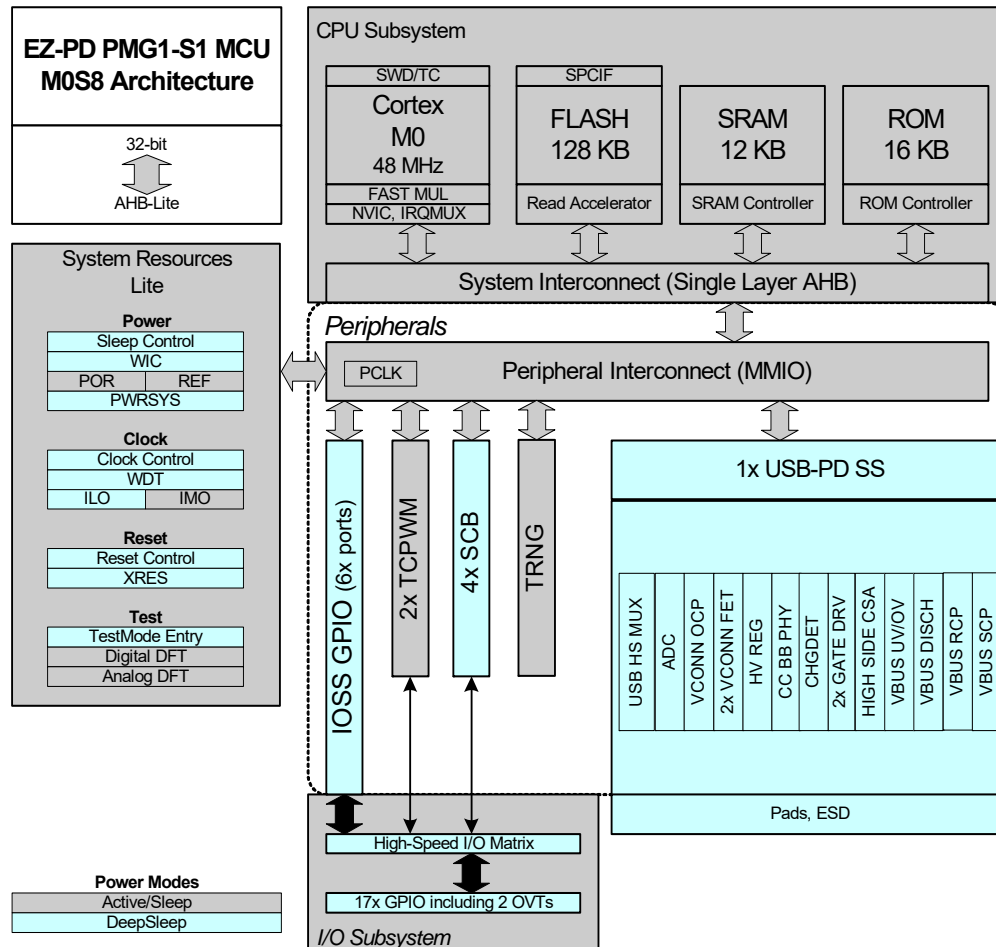 EZ-PD PMG1-S1 MCU
M0S8 Architecture
32-bit
AHB-Lite
CPU Subsystem
SWD/TC
Cortex
M0
48 MHz
FAST MUL
NVIC, IRQMUX
SPCIF
FLASH
128 KB
Read Accelerator
SRAM
12 KB
SRAM Controller
ROM
16 KB
ROM Controller
System Interconnect (Single Layer AHB)
System Resources
Lite
Power
Sleep Control
WIC
POR
REF
PWRSYS
Clock
Clock Control
WDT
ILO
IMO
Reset
Reset Control
XRES
Test
TestMode Entry
Digital DFT
Analog DFT
Peripherals
PCLK
Peripheral Interconnect (MMIO)
IOSS GPIO (6x ports)
2x TCPWM
4x SCB
TRNG
1x USB-PD SS
USB HS MUX
ADC
VCONN OCP
2x VCONN FET
HV REG
CC BB PHY
CHGDET
2x GATE DRV
HIGH SIDE CSA
VBUS UV/OV
VBUS DISCH
VBUS RCP
VBUS SCP
Pads, ESD
High-Speed I/O Matrix
17x GPIO including 2 OVTs
I/O Subsystem
Power Modes
Active/Sleep
DeepSleep